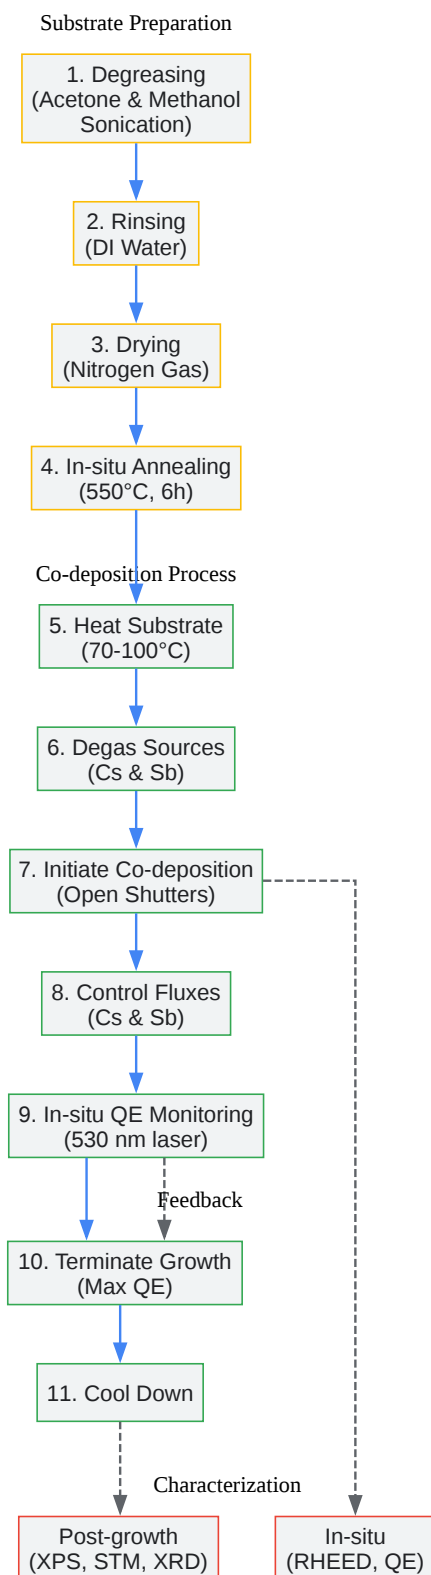 Substrate Preparation
1. Degreasing
(Acetone & Methanol
Sonication)
2. Rinsing
(DI Water)
3. Drying
(Nitrogen Gas)
4. In-situ Annealing
(550°C, 6h)
Co-deposition Process
5. Heat Substrate
(70-100°C)
6. Degas Sources
(Cs & Sb)
7. Initiate Co-deposition
(Open Shutters)
8. Control Fluxes
(Cs & Sb)
9. In-situ QE Monitoring
(530 nm laser)
Feedback
10. Terminate Growth
(Max QE)
11. Cool Down
Characterization
Post-growth
(XPS, STM, XRD)
In-situ
(RHEED, QE)